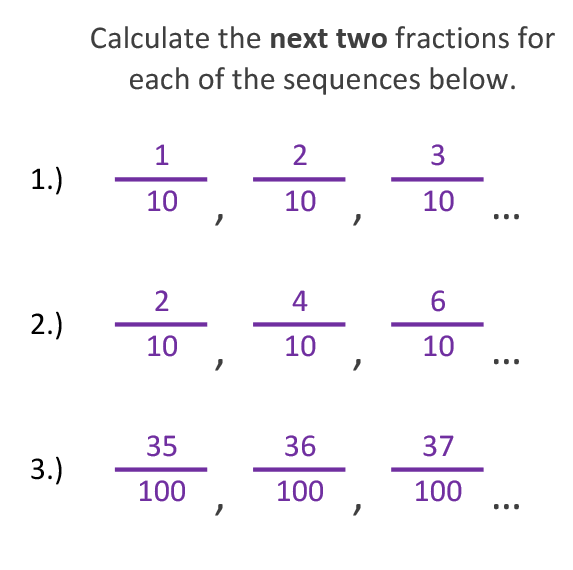 Calculate the next two fractions for
each of the sequences below.
1.) 1/10 , 2/10 , 3/10 ...
2.) 2/10 , 4/10 , 6/10 ...
3.) 35/100 , 36/100 , 37/100 ...